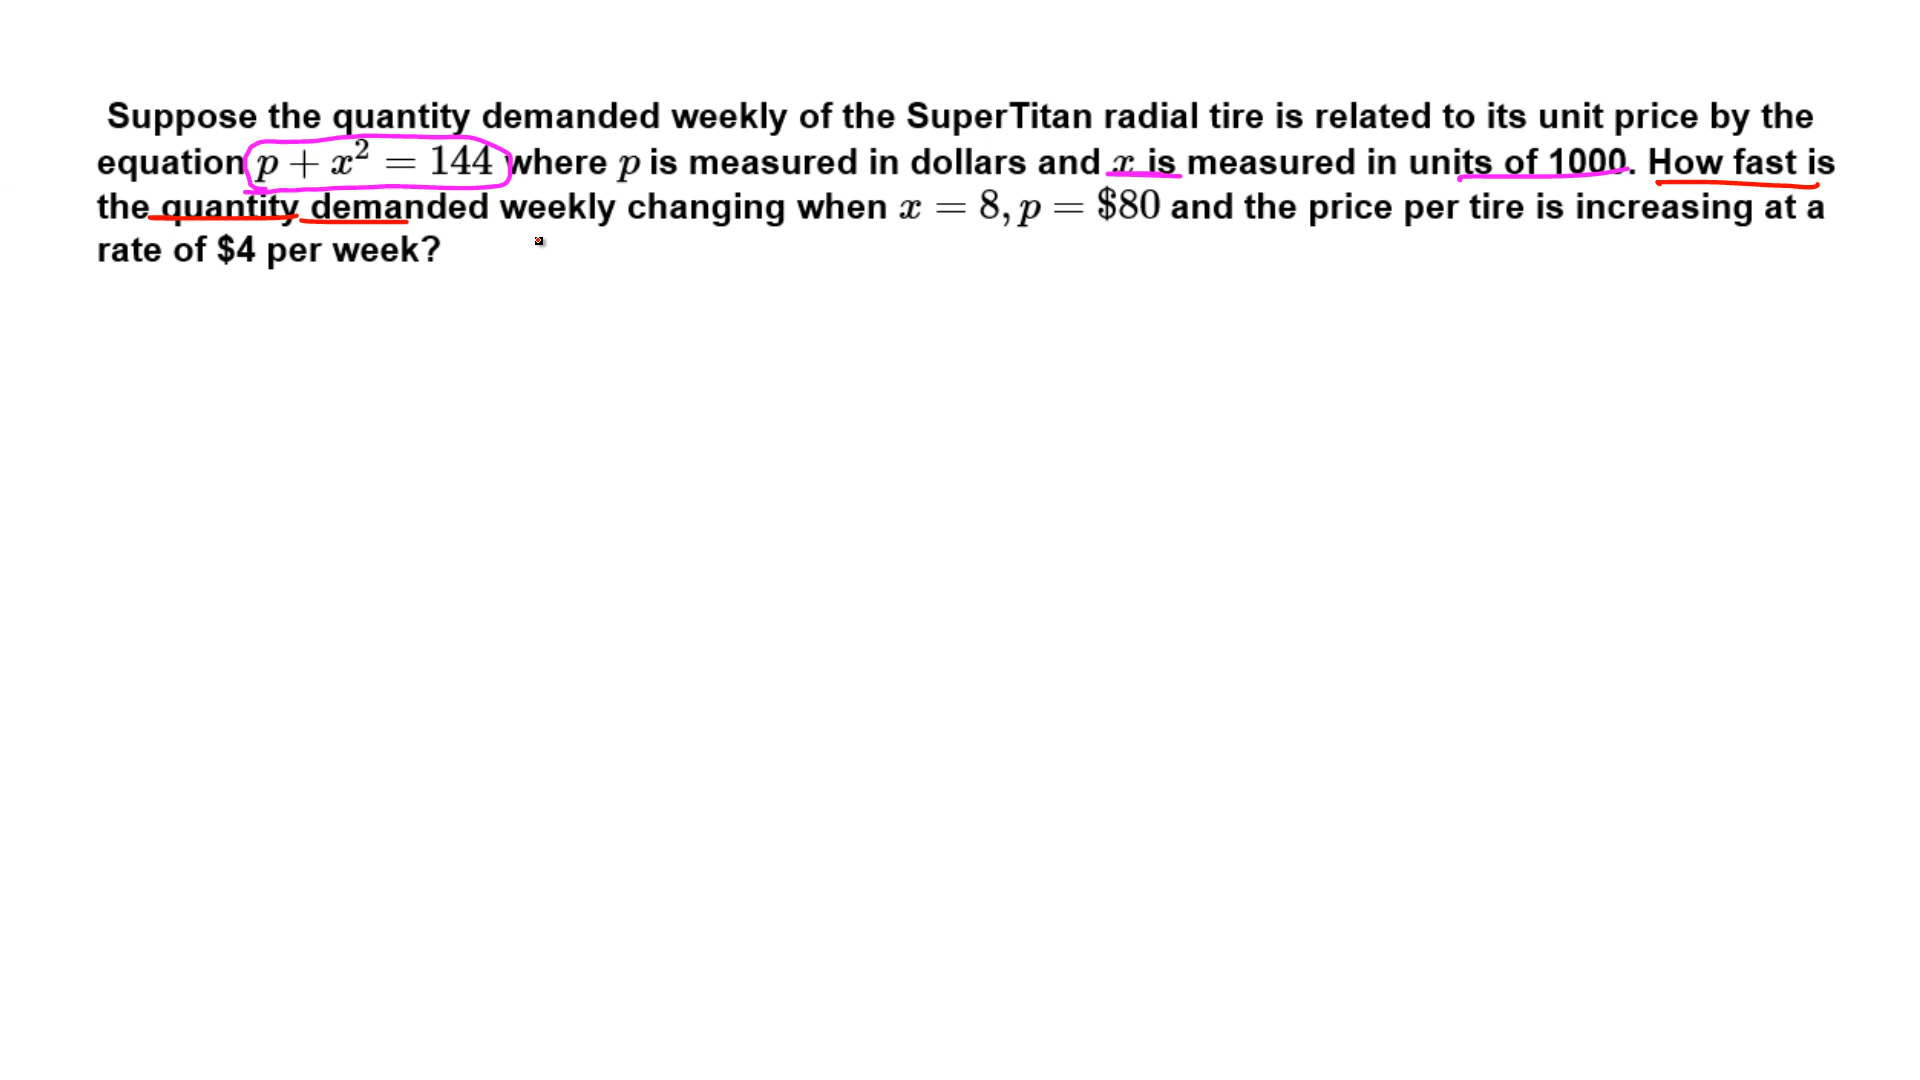 Suppose the quantity demanded weekly of the SuperTitan radial tire is related to its unit price by the
equation p + x² = 144 where p is measured in dollars and x is measured in units of 1000. How fast is
the quantity demanded weekly changing when x = 8, p = $80 and the price per tire is increasing at a
rate of $4 per week?